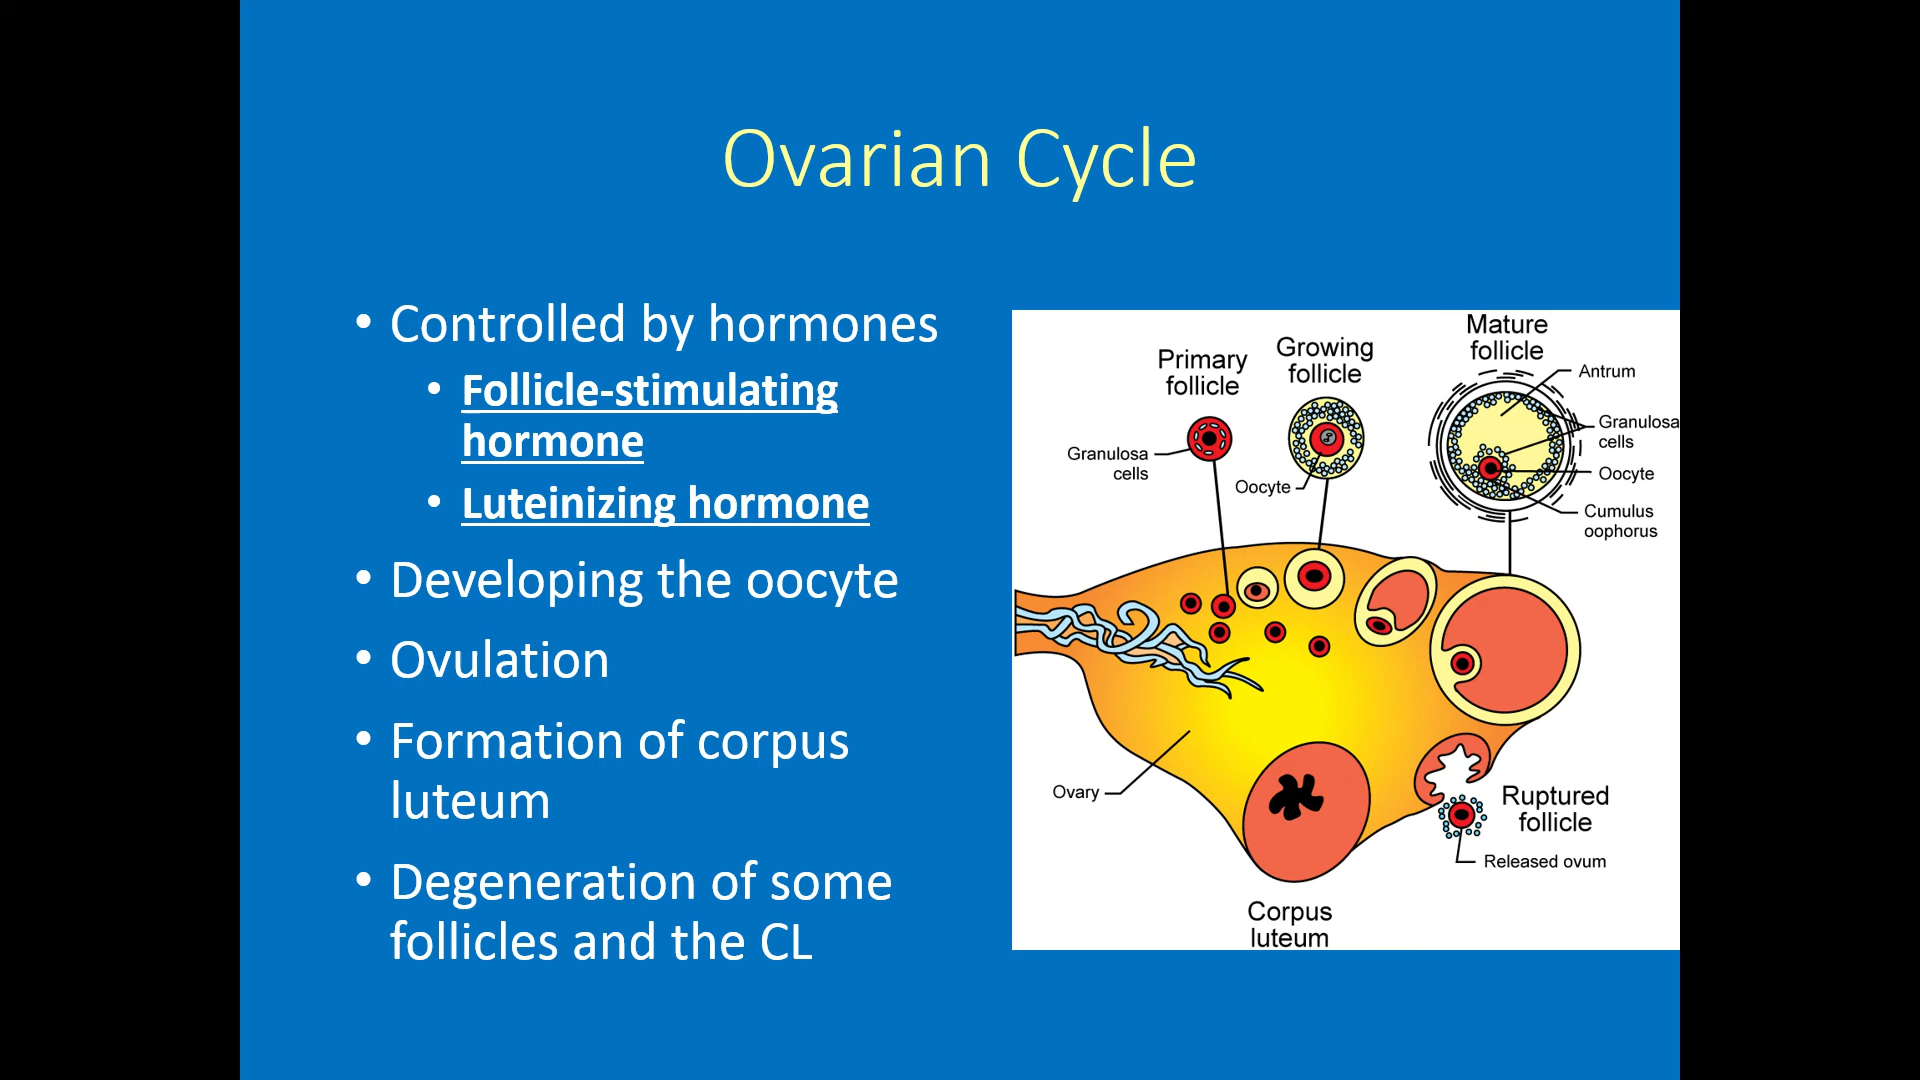 Ovarian Cycle
• Controlled by hormones
• Follicle-stimulating
hormone
• Luteinizing hormone
• Developing the oocyte
• Ovulation
• Formation of corpus
luteum
• Degeneration of some
follicles and the CL
Primary
follicle
Growing
follicle
Mature
follicle
Antrum
Granulosa
cells
Oocyte
Cumulus
oophorus
Granulosa
cells
Oocyte
Ovary
Ruptured
follicle
Released ovum
Corpus
luteum